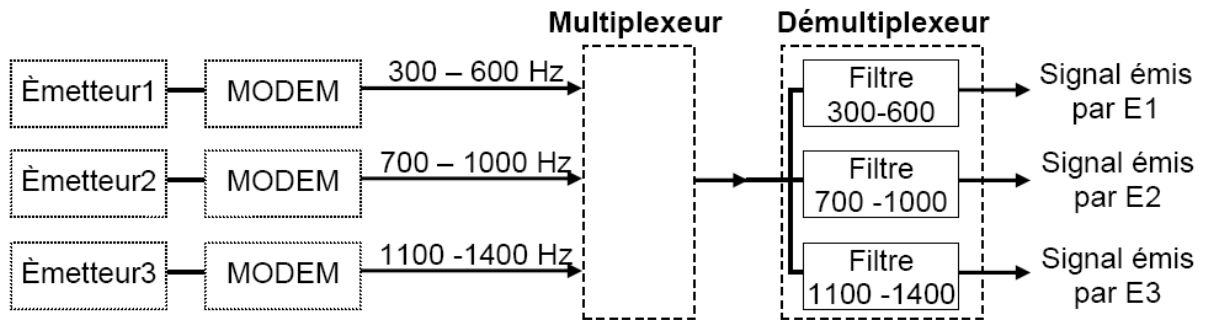 Multiplexeur
Démultiplexeur
Èmetteur1
MODEM
300 – 600 Hz
Filtre
300-600
Signal émis
par E1
Èmetteur2
MODEM
700 – 1000 Hz
Filtre
700 -1000
Signal émis
par E2
Èmetteur3
MODEM
1100 -1400 Hz
Filtre
1100 -1400
Signal émis
par E3